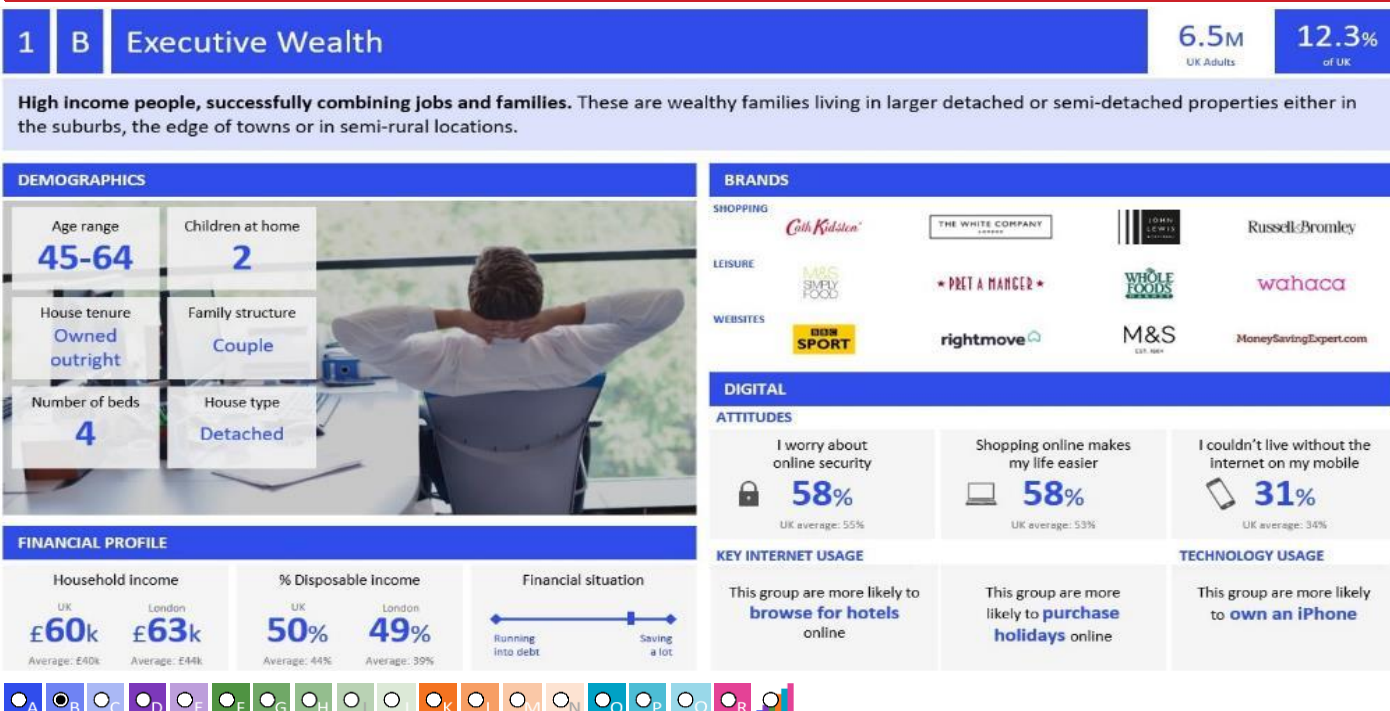 1 B Executive Wealth
6.5M
UK Adults
12.3%
of UK
High income people, successfully combining jobs and families. These are wealthy families living in larger detached or semi-detached properties either in
the suburbs, the edge of towns or in semi-rural locations.
DEMOGRAPHICS
Age range
45-64
Children at home
2
House tenure
Owned
outright
Family structure
Couple
Number of beds
4
House type
Detached
FINANCIAL PROFILE
Household income
UK London
£60k £63k
Average: £40k Average: £44k
% Disposable income
UK London
50% 49%
Average: 44% Average: 39%
Financial situation
Running
into debt
Saving
a lot
BRANDS
SHOPPING
Cath Kidston
THE WHITE COMPANY
LONDON
JOHN
LEWIS
Russell & Bromley
LEISURE
M&S
SIMPLY
FOOD
PRET A MANGER
WHOLE
FOODS
MARKET
wahaca
WEBSITES
BBC
SPORT
rightmove
M&S
EST. 1884
MoneySavingExpert.com
DIGITAL
ATTITUDES
I worry about
online security
58%
UK average: 55%
Shopping online makes
my life easier
58%
UK average: 53%
I couldn't live without the
internet on my mobile
31%
UK average: 34%
KEY INTERNET USAGE
This group are more likely to
browse for hotels
online
This group are more
likely to purchase
holidays online
TECHNOLOGY USAGE
This group are more likely
to own an iPhone
A B C D E F G H I J K L M N O P Q R